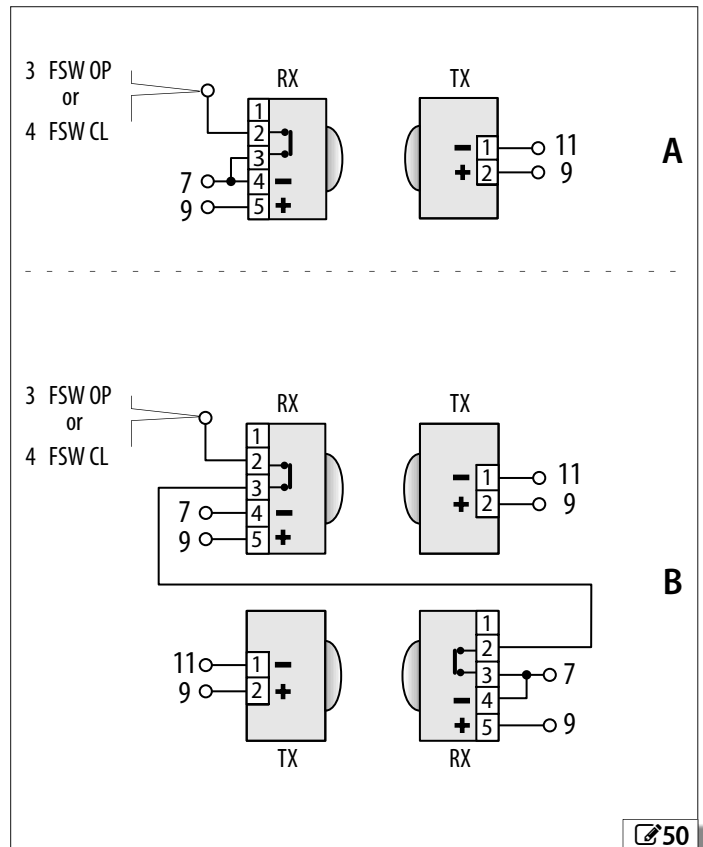 3 FSW OP
or
4 FSW CL
RX
TX
1
2
3
4 −
5 +
7
9
− 1 11
+ 2 9
A
3 FSW OP
or
4 FSW CL
RX
TX
1
2
3
4 −
5 +
7
9
− 1 11
+ 2 9
B
11 1 −
9 2 +
TX
1
2
3 7
− 4
+ 5 9
RX
50